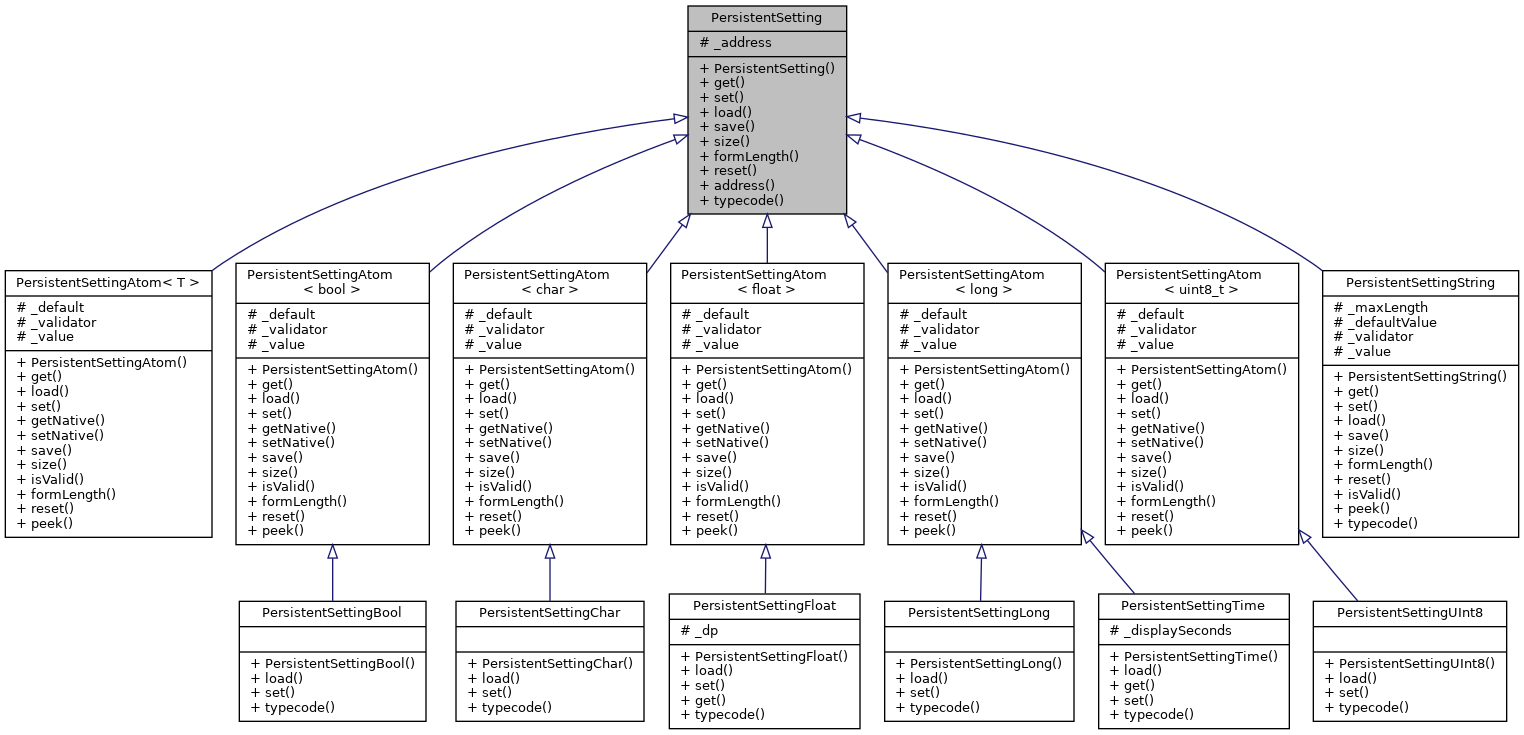 PersistentSetting
# _address
+ PersistentSetting()
+ get()
+ set()
+ load()
+ save()
+ size()
+ formLength()
+ reset()
+ address()
+ typecode()
PersistentSettingAtom< T >
# _default
# _validator
# _value
+ PersistentSettingAtom()
+ get()
+ load()
+ set()
+ getNative()
+ setNative()
+ save()
+ size()
+ isValid()
+ formLength()
+ reset()
+ peek()
PersistentSettingAtom
< bool >
# _default
# _validator
# _value
+ PersistentSettingAtom()
+ get()
+ load()
+ set()
+ getNative()
+ setNative()
+ save()
+ size()
+ isValid()
+ formLength()
+ reset()
+ peek()
PersistentSettingAtom
< char >
# _default
# _validator
# _value
+ PersistentSettingAtom()
+ get()
+ load()
+ set()
+ getNative()
+ setNative()
+ save()
+ size()
+ isValid()
+ formLength()
+ reset()
+ peek()
PersistentSettingAtom
< float >
# _default
# _validator
# _value
+ PersistentSettingAtom()
+ get()
+ load()
+ set()
+ getNative()
+ setNative()
+ save()
+ size()
+ isValid()
+ formLength()
+ reset()
+ peek()
PersistentSettingAtom
< long >
# _default
# _validator
# _value
+ PersistentSettingAtom()
+ get()
+ load()
+ set()
+ getNative()
+ setNative()
+ save()
+ size()
+ isValid()
+ formLength()
+ reset()
+ peek()
PersistentSettingAtom
< uint8_t >
# _default
# _validator
# _value
+ PersistentSettingAtom()
+ get()
+ load()
+ set()
+ getNative()
+ setNative()
+ save()
+ size()
+ isValid()
+ formLength()
+ reset()
+ peek()
PersistentSettingString
# _maxLength
# _defaultValue
# _validator
# _value
+ PersistentSettingString()
+ get()
+ set()
+ load()
+ save()
+ size()
+ formLength()
+ reset()
+ isValid()
+ peek()
+ typecode()
PersistentSettingBool
+ PersistentSettingBool()
+ load()
+ set()
+ typecode()
PersistentSettingChar
+ PersistentSettingChar()
+ load()
+ set()
+ typecode()
PersistentSettingFloat
# _dp
+ PersistentSettingFloat()
+ load()
+ set()
+ get()
+ typecode()
PersistentSettingLong
+ PersistentSettingLong()
+ load()
+ set()
+ typecode()
PersistentSettingTime
# _displaySeconds
+ PersistentSettingTime()
+ load()
+ get()
+ set()
+ typecode()
PersistentSettingUInt8
+ PersistentSettingUInt8()
+ load()
+ set()
+ typecode()